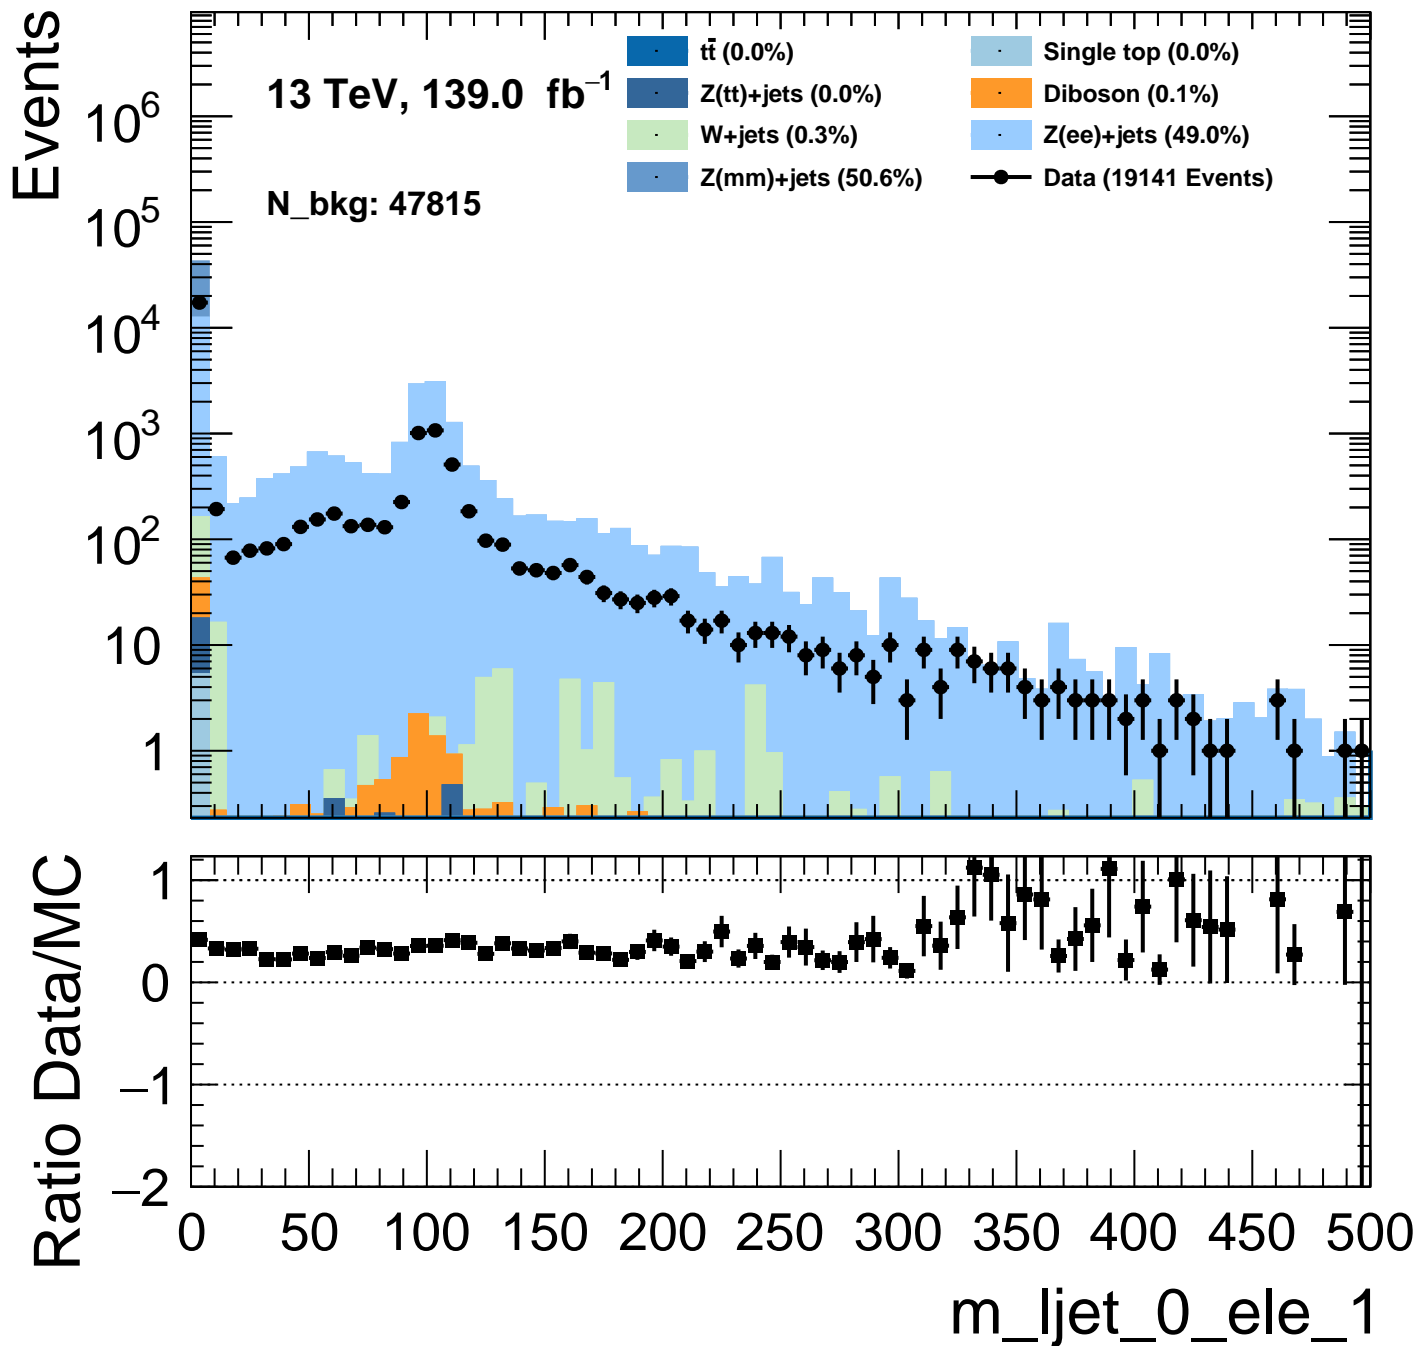 Events
10⁶
10⁵
10⁴
10³
10²
10
1
13 TeV, 139.0 fb⁻¹
N_bkg: 47815
tt̄ (0.0%)
Z(tt)+jets (0.0%)
W+jets (0.3%)
Z(mm)+jets (50.6%)
Single top (0.0%)
Diboson (0.1%)
Z(ee)+jets (49.0%)
Data (19141 Events)
Ratio Data/MC
1
0
−1
−2
0 50 100 150 200 250 300 350 400 450 500
m_ljet_0_ele_1